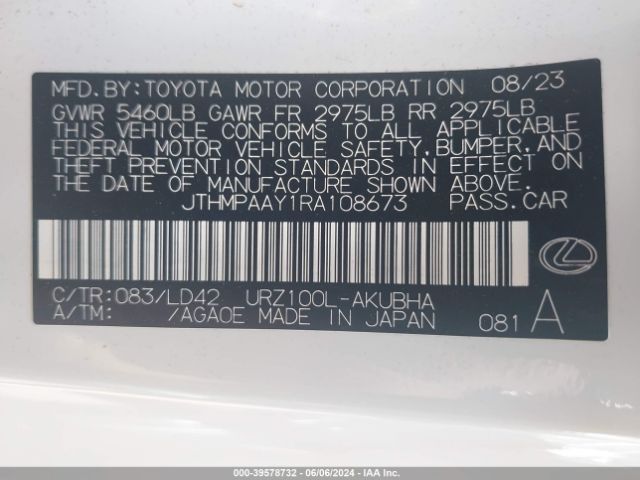 MFD.BY:TOYOTA MOTOR CORPORATION 08/23
GVWR 5460LB GAWR FR 2975LB RR 2975LB
THIS VEHICLE CONFORMS TO ALL APPLICABLE
FEDERAL MOTOR VEHICLE SAFETY,BUMPER,AND
THEFT PREVENTION STANDARDS IN EFFECT ON
THE DATE OF MANUFACTURE SHOWN ABOVE.
JTHMPAAY1RA108673 PASS.CAR
C/TR:083/LD42 URZ100L-AKUBHA
A/TM: /AGA0E MADE IN JAPAN 081 A
000-39578732 - 06/06/2024 - IAAI.COM